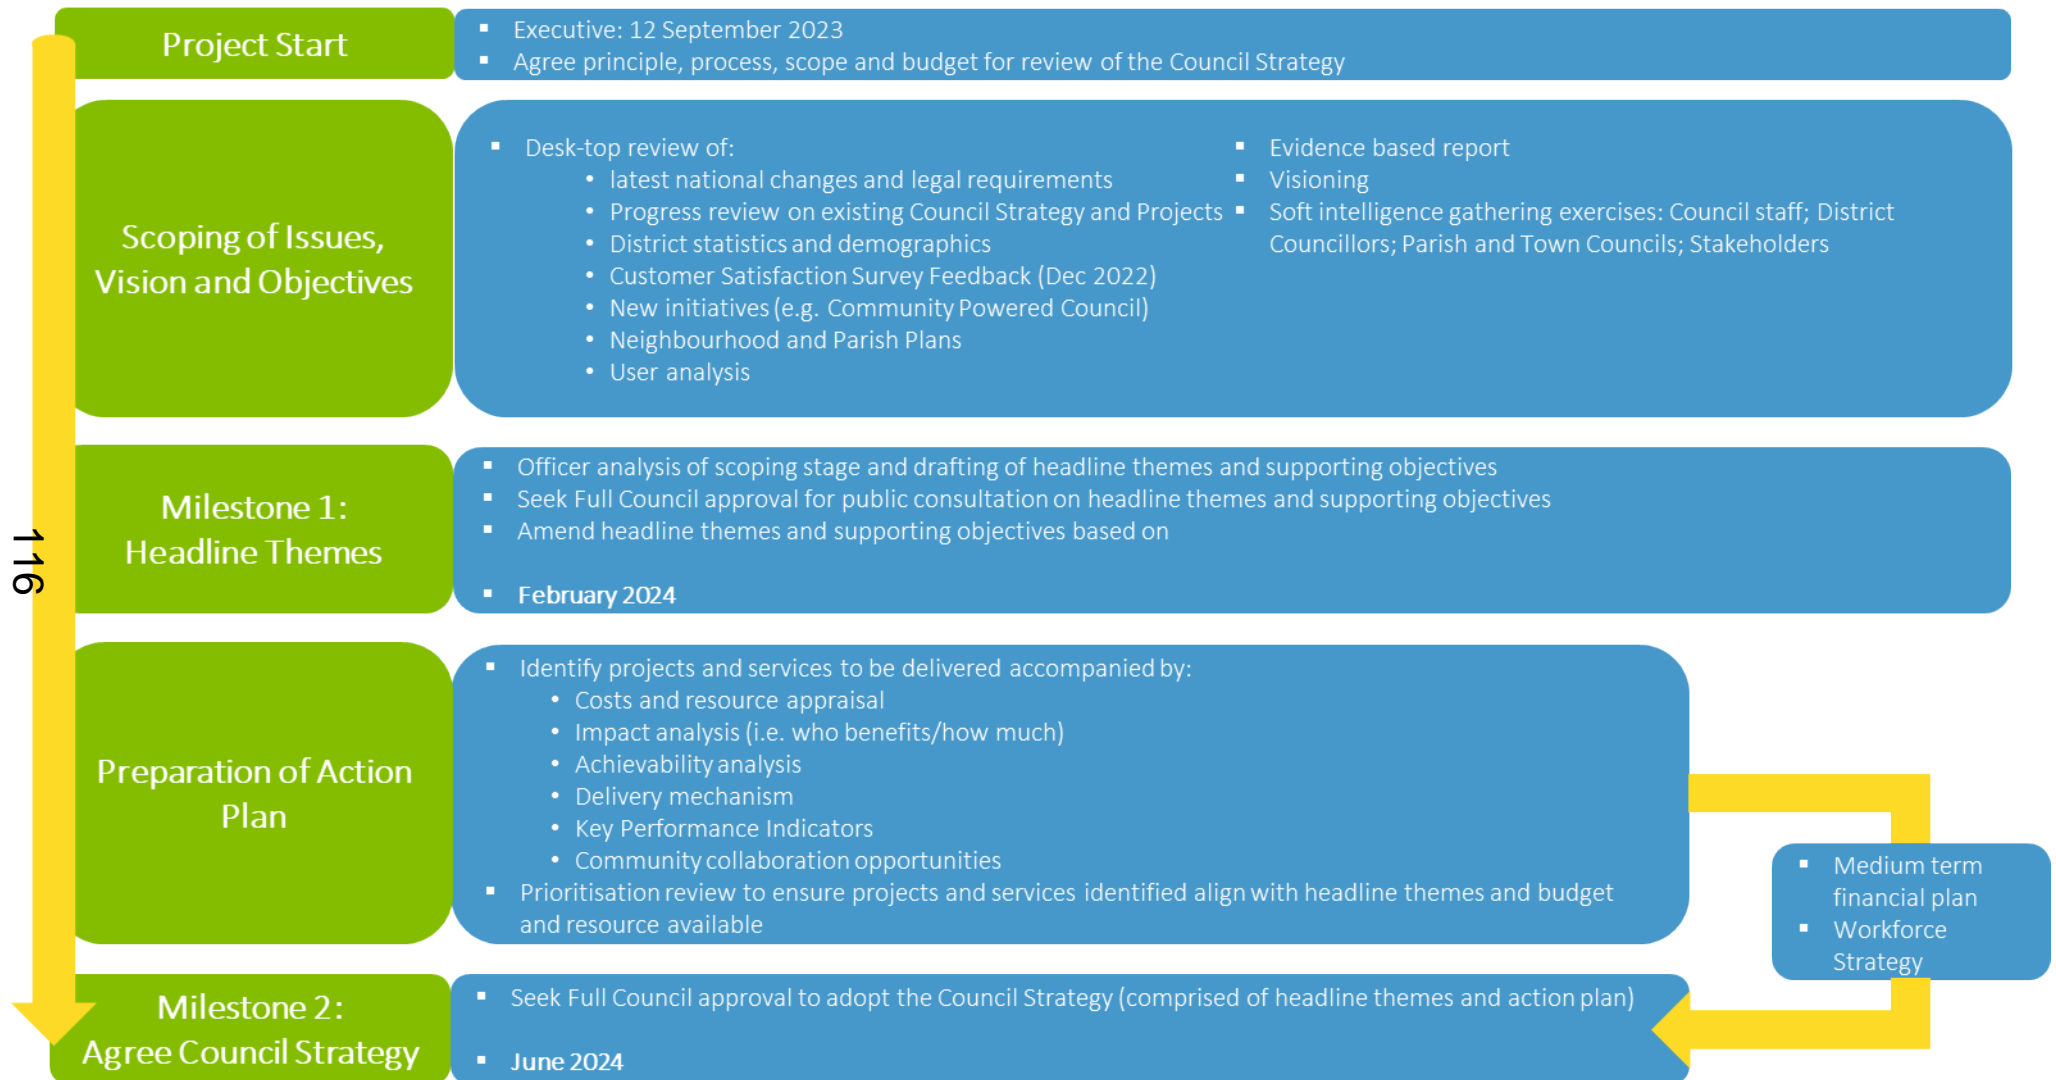 Project Start
▪ Executive: 12 September 2023
▪ Agree principle, process, scope and budget for review of the Council Strategy
Scoping of Issues,
Vision and Objectives
▪ Desk-top review of:
• latest national changes and legal requirements
• Progress review on existing Council Strategy and Projects
• District statistics and demographics
• Customer Satisfaction Survey Feedback (Dec 2022)
• New initiatives (e.g. Community Powered Council)
• Neighbourhood and Parish Plans
• User analysis
▪ Evidence based report
▪ Visioning
▪ Soft intelligence gathering exercises: Council staff; District
Councillors; Parish and Town Councils; Stakeholders
Milestone 1:
Headline Themes
▪ Officer analysis of scoping stage and drafting of headline themes and supporting objectives
▪ Seek Full Council approval for public consultation on headline themes and supporting objectives
▪ Amend headline themes and supporting objectives based on
▪ February 2024
116
Preparation of Action
Plan
▪ Identify projects and services to be delivered accompanied by:
• Costs and resource appraisal
• Impact analysis (i.e. who benefits/how much)
• Achievability analysis
• Delivery mechanism
• Key Performance Indicators
• Community collaboration opportunities
▪ Prioritisation review to ensure projects and services identified align with headline themes and budget
and resource available
▪ Medium term
financial plan
▪ Workforce
Strategy
Milestone 2:
Agree Council Strategy
▪ Seek Full Council approval to adopt the Council Strategy (comprised of headline themes and action plan)
▪ June 2024